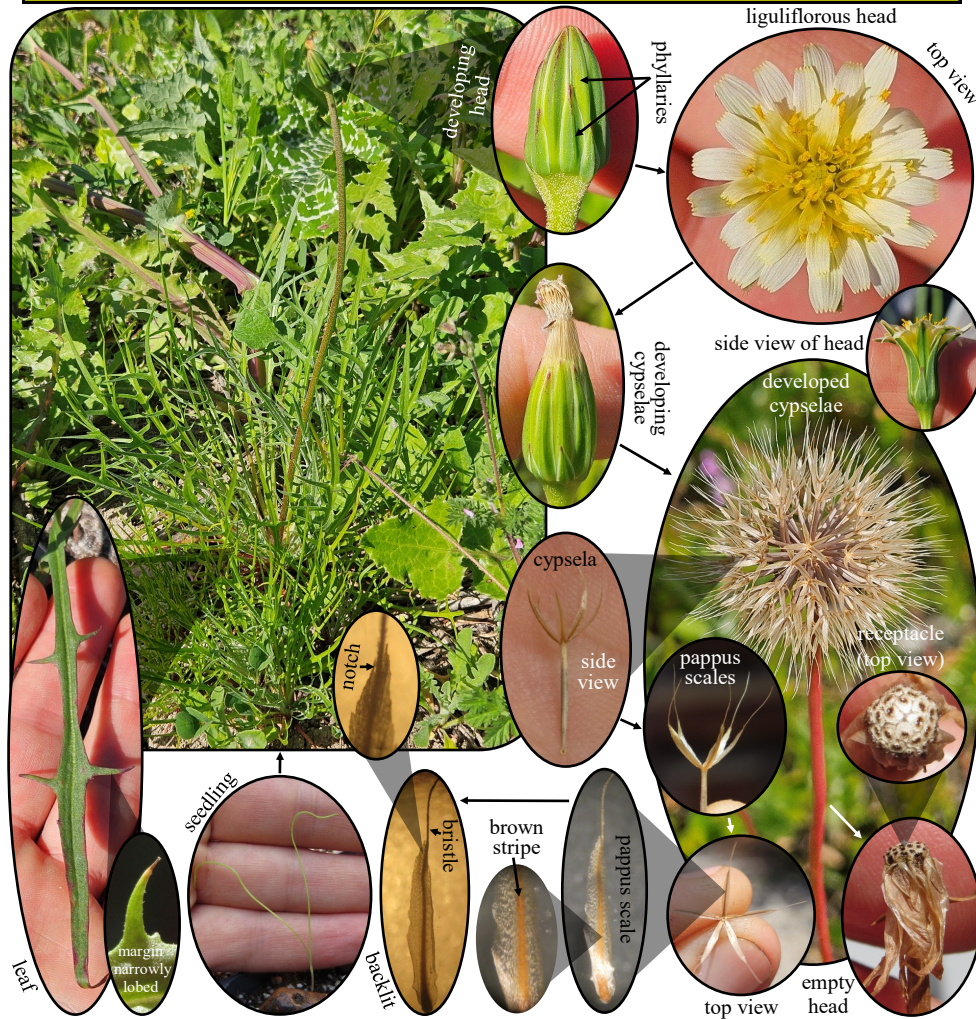 liguliflorous head
top view
developing
head
phyllaries
side view of head
developing
cypselae
developed
cypselae
cypsela
side
view
receptacle
(top view)
pappus
scales
notch
seedling
bristle
brown
stripe
pappus scale
margin
narrowly
lobed
leaf
backlit
top view
empty
head